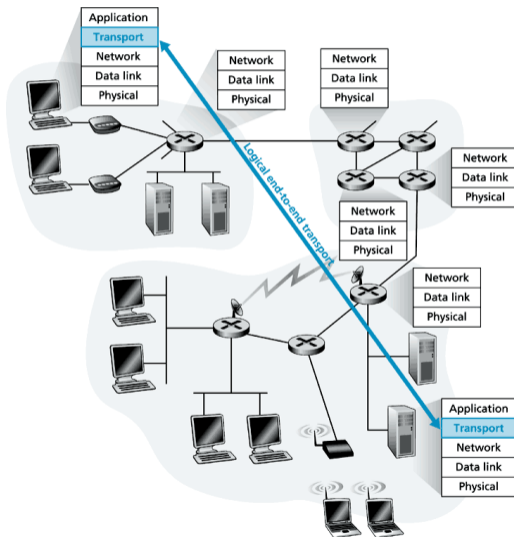 Application
Transport
Network
Data link
Physical
Network
Data link
Physical
Network
Data link
Physical
Network
Data link
Physical
Logical end-to-end transport
Network
Data link
Physical
Network
Data link
Physical
Application
Transport
Network
Data link
Physical